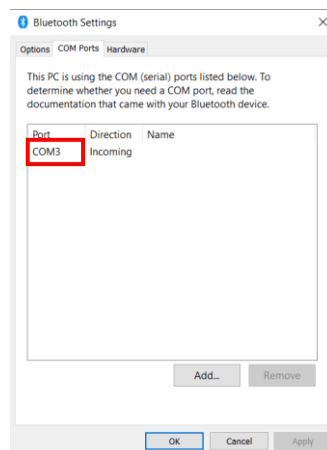 Bluetooth Settings
Options COM Ports Hardware
This PC is using the COM (serial) ports listed below. To
determine whether you need a COM port, read the
documentation that came with your Bluetooth device.
Port Direction Name
COM3 Incoming
Add... Remove
OK Cancel Apply